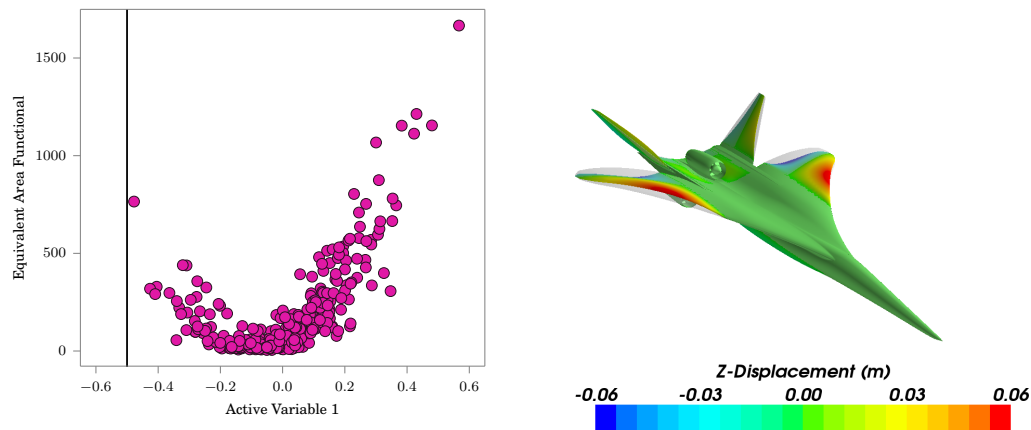 Equivalent Area Functional
1500
1000
500
0
−0.6 −0.4 −0.2 0.0 0.2 0.4 0.6
Active Variable 1
Z-Displacement (m)
-0.06 -0.03 0.00 0.03 0.06